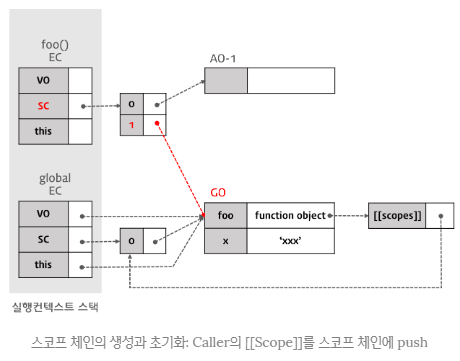 foo()
EC
VO
SC
this
0
1
AO-1
global
EC
VO
SC
this
0
GO
foo
function object
x
‘xxx’
[[scopes]]
실행컨텍스트 스택
스코프 체인의 생성과 초기화: Caller의 [[Scope]]를 스코프 체인에 push